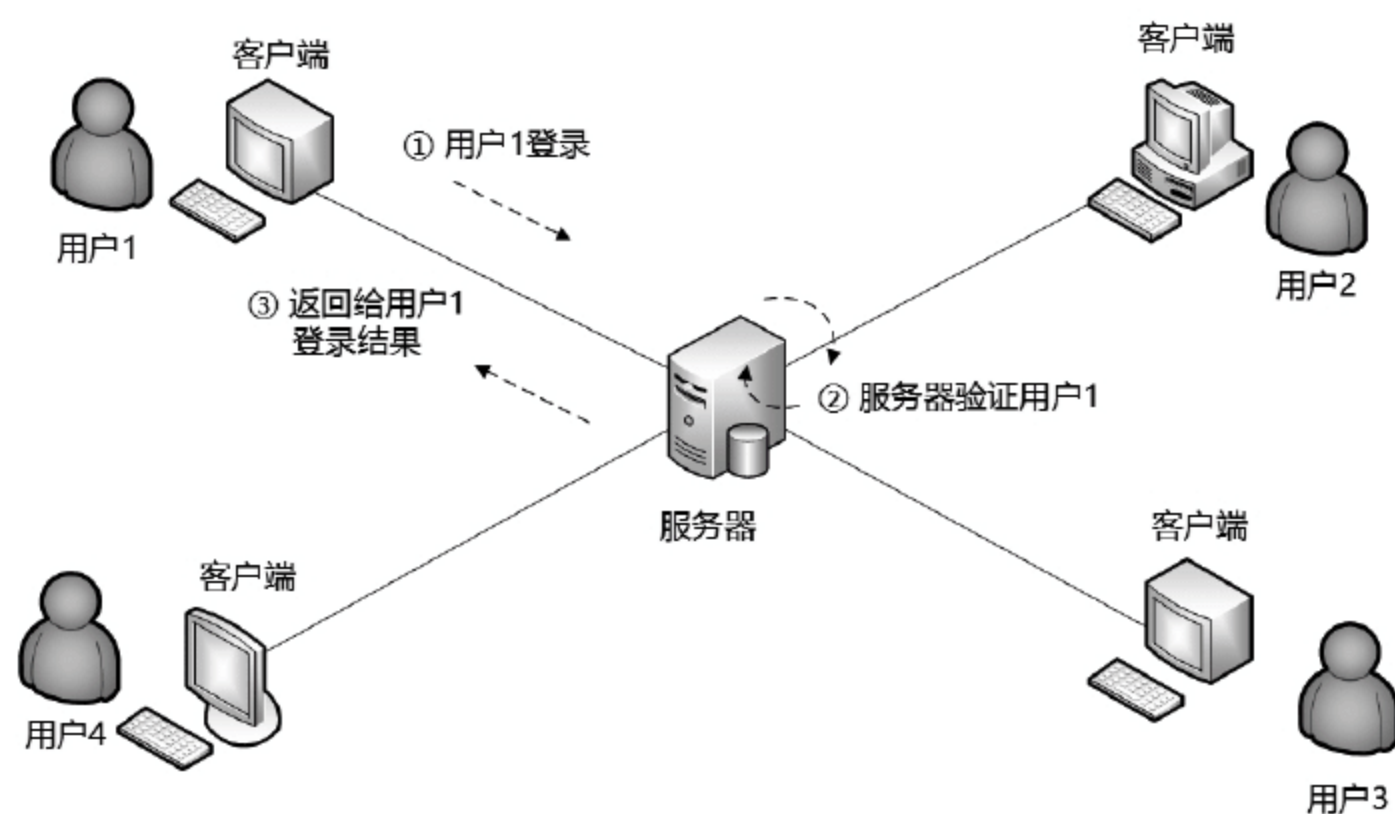 客户端
客户端
① 用户1登录
用户1
用户2
③ 返回给用户1
登录结果
② 服务器验证用户1
服务器
客户端
客户端
用户4
用户3